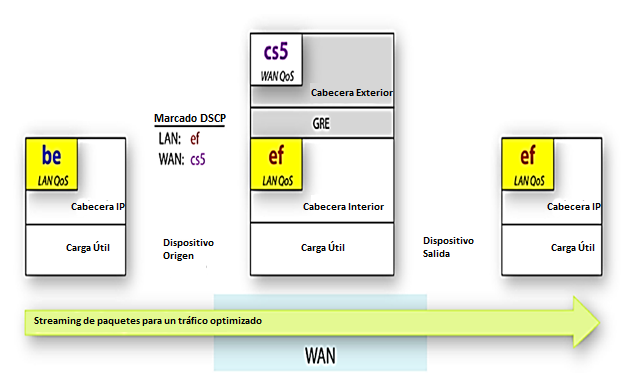 cs5
WAN QoS
Cabecera Exterior
Marcado DSCP
LAN: ef
WAN: cs5
GRE
be
LAN QoS
Cabecera IP
Carga Útil
ef
LAN QoS
Cabecera Interior
Carga Útil
ef
LAN QoS
Cabecera IP
Carga Útil
Dispositivo
Origen
Dispositivo
Salida
Streaming de paquetes para un tráfico optimizado
WAN